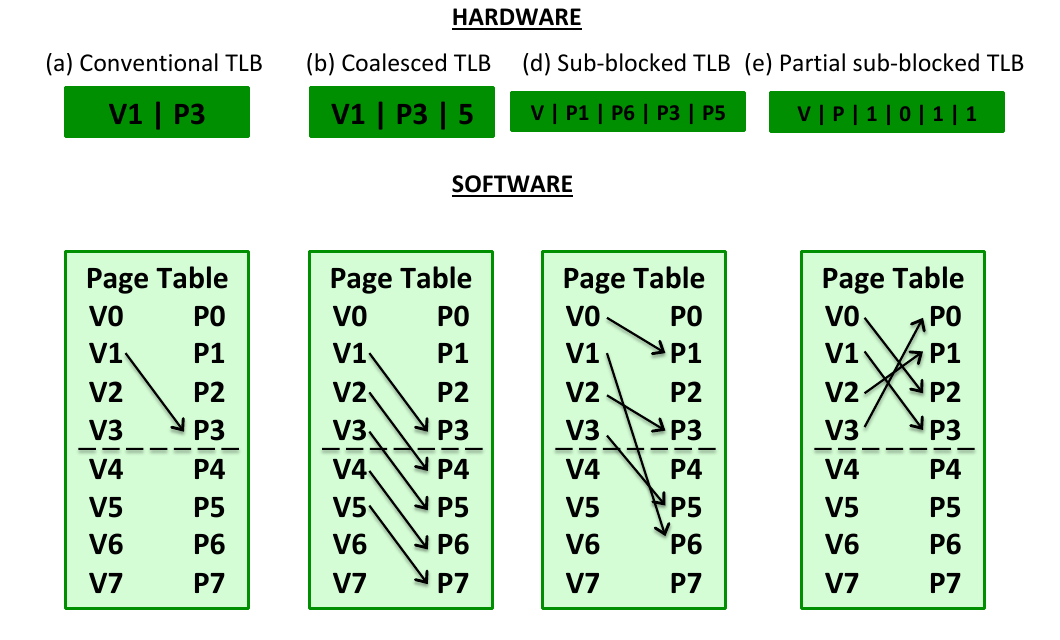 HARDWARE
(a) Conventional TLB
(b) Coalesced TLB
(d) Sub-blocked TLB
(e) Partial sub-blocked TLB
V1 | P3
V1 | P3 | 5
V | P1 | P6 | P3 | P5
V | P | 1 | 0 | 1 | 1
SOFTWARE
Page Table
V0 P0
V1 P1
V2 P2
V3 P3
V4 P4
V5 P5
V6 P6
V7 P7
Page Table
V0 P0
V1 P1
V2 P2
V3 P3
V4 P4
V5 P5
V6 P6
V7 P7
Page Table
V0 P0
V1 P1
V2 P2
V3 P3
V4 P4
V5 P5
V6 P6
V7 P7
Page Table
V0 P0
V1 P1
V2 P2
V3 P3
V4 P4
V5 P5
V6 P6
V7 P7